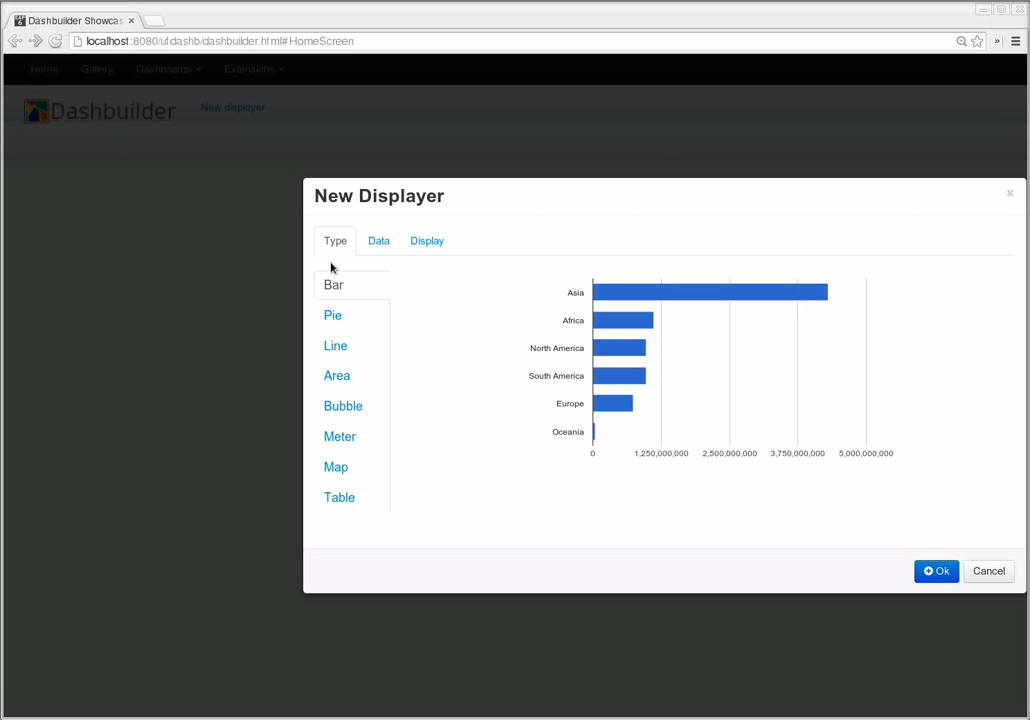 Dashbuilder Showcas ×
localhost:8080/ufdashb/dashbuilder.html#HomeScreen
»
Home Gallery Dashboards Extensions
Dashbuilder New displayer
New Displayer ×
Type Data Display
Bar
Pie
Line
Area
Bubble
Meter
Map
Table
Asia
Africa
North America
South America
Europe
Oceania
0 1,250,000,000 2,500,000,000 3,750,000,000 5,000,000,000
Ok Cancel